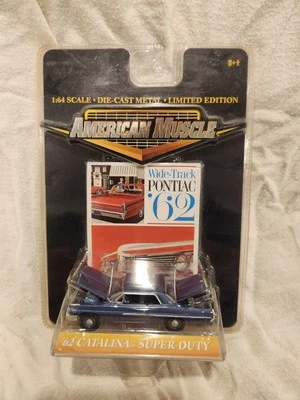 8+
1:64 SCALE • DIE-CAST METAL • LIMITED EDITION
AMERICAN MUSCLE
Wide-Track
PONTIAC
'62
'62 CATALINA SUPER DUTY